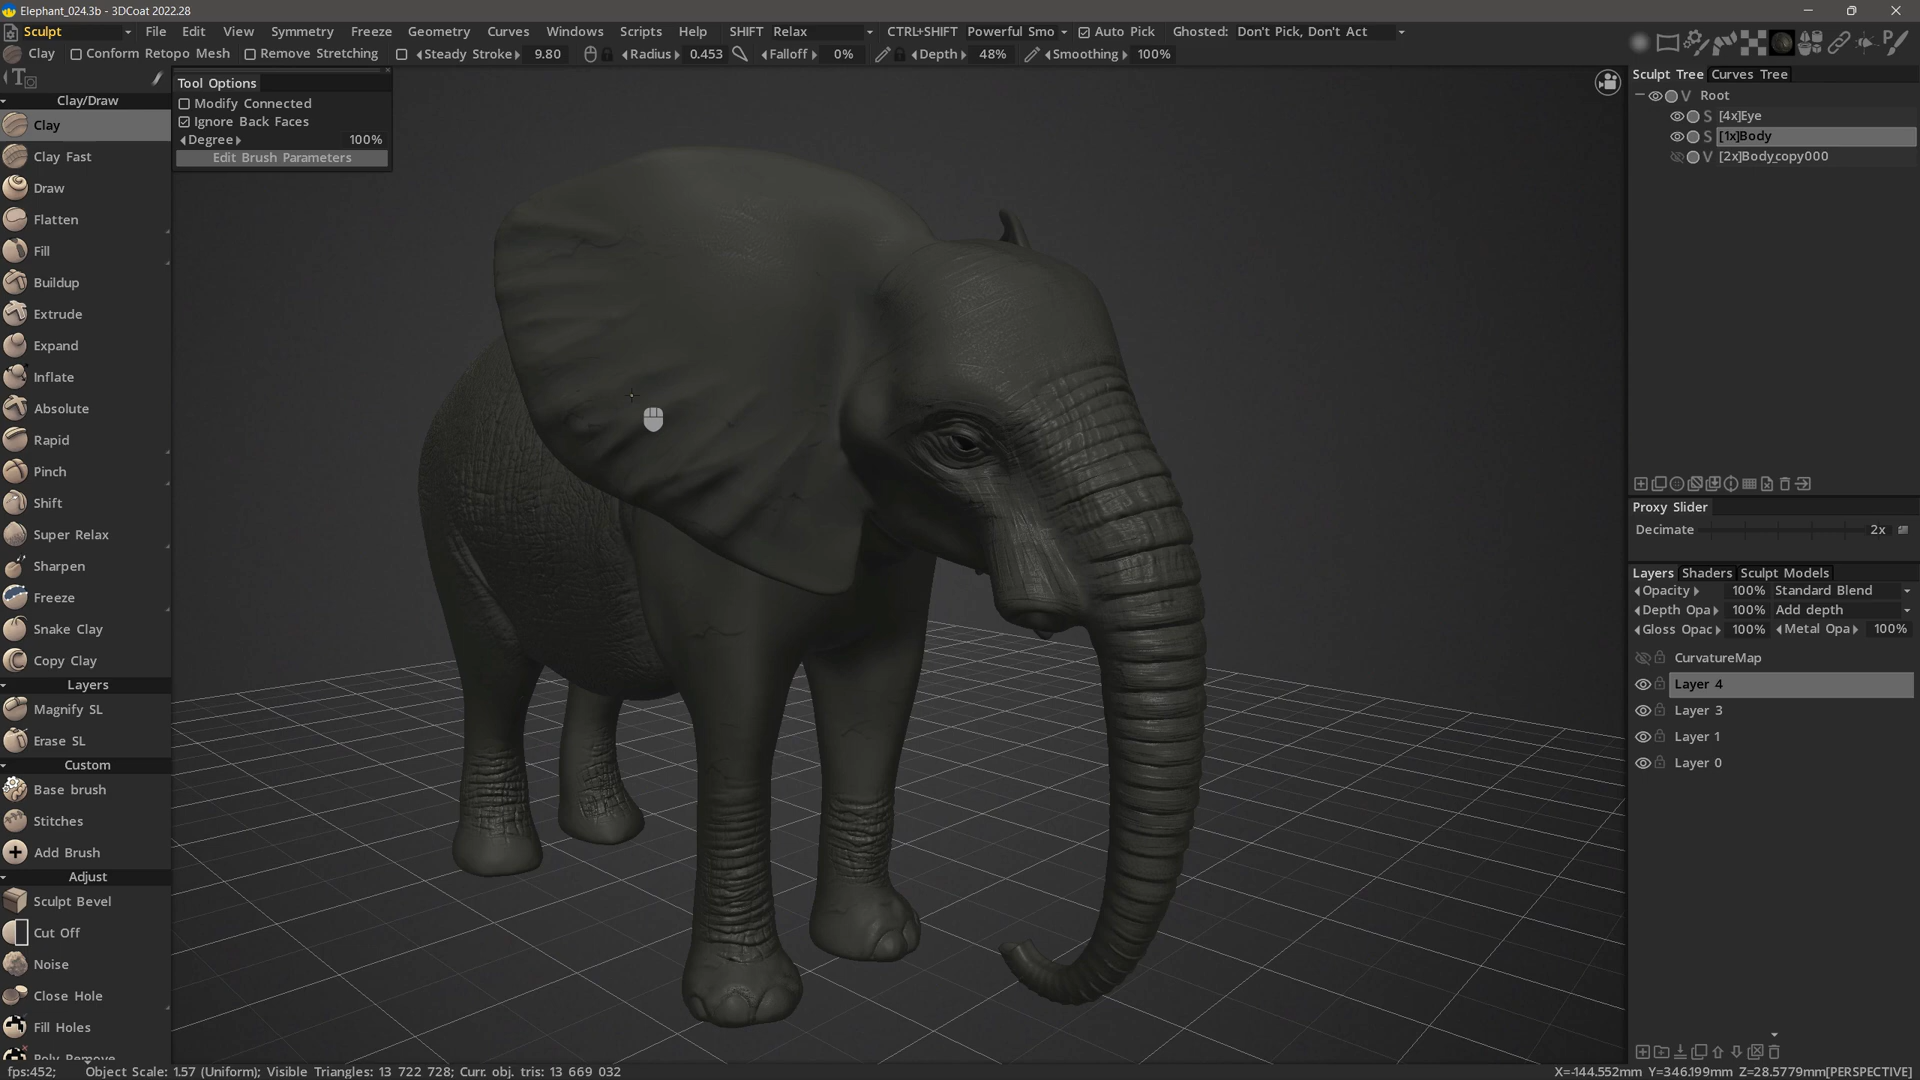 Elephant_024.3b - 3DCoat 2022.28
Sculpt File Edit View Symmetry Freeze Geometry Curves Windows Scripts Help SHIFT Relax CTRL+SHIFT Powerful Smo Auto Pick Ghosted: Don't Pick, Don't Act
Clay Conform Retopo Mesh Remove Stretching Steady Stroke 9.80 Radius 0.453 Falloff 0% Depth 48% Smoothing 100%
Tool Options
Modify Connected
Ignore Back Faces
Degree 100%
Edit Brush Parameters
Clay/Draw
Clay
Clay Fast
Draw
Flatten
Fill
Buildup
Extrude
Expand
Inflate
Absolute
Rapid
Pinch
Shift
Super Relax
Sharpen
Freeze
Snake Clay
Copy Clay
Layers
Magnify SL
Erase SL
Custom
Base brush
Stitches
Add Brush
Adjust
Sculpt Bevel
Cut Off
Noise
Close Hole
Fill Holes
Poly Remove
Sculpt Tree Curves Tree
V Root
S [4x]Eye
S [1x]Body
V [2x]Body_copy000
Proxy Slider
Decimate 2x
Layers Shaders Sculpt Models
Opacity 100% Standard Blend
Depth Opa 100% Add depth
Gloss Opac 100% Metal Opa 100%
CurvatureMap
Layer 4
Layer 3
Layer 1
Layer 0
fps:452; Object Scale: 1.57 (Uniform); Visible Triangles: 13 722 728; Curr. obj. tris: 13 669 032 X=-144.552mm Y=346.199mm Z=28.5779mm[PERSPECTIVE]